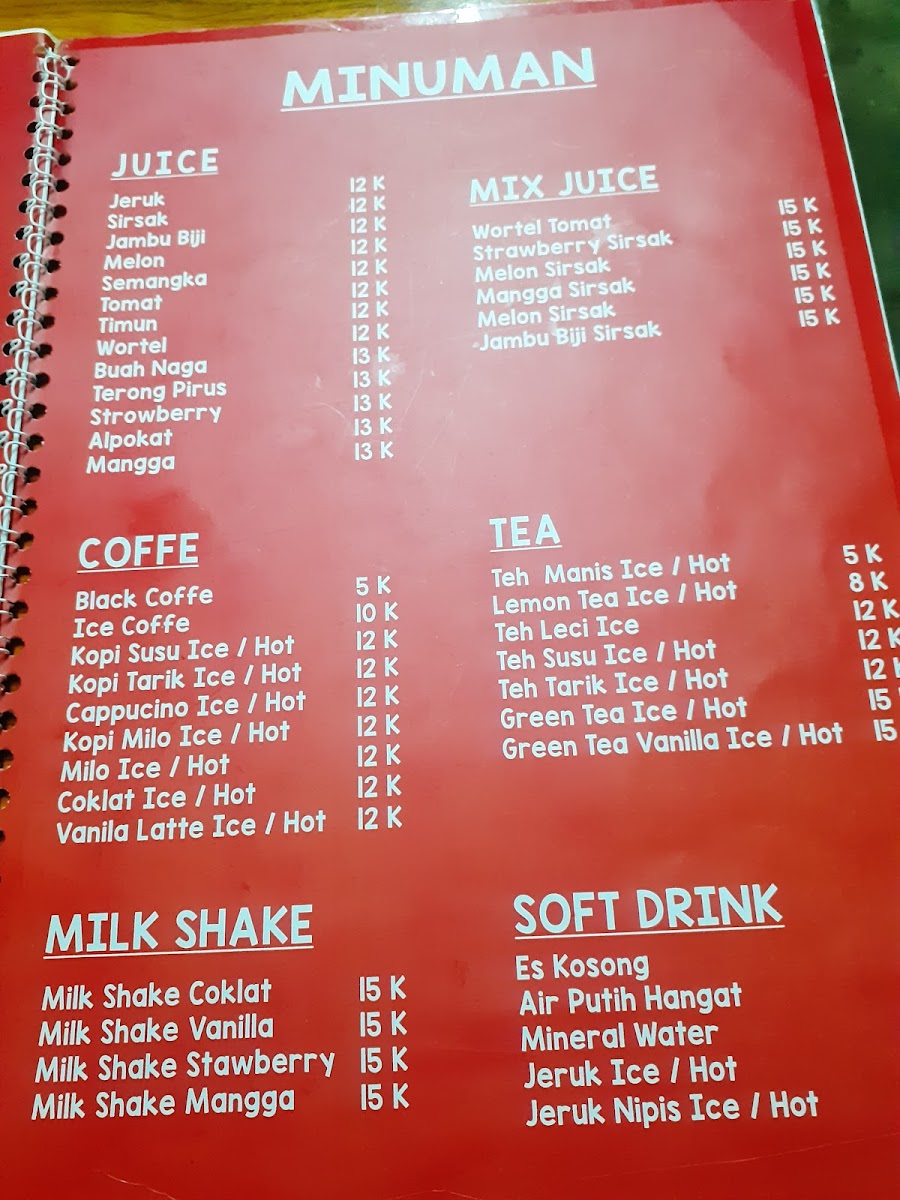 MINUMAN
JUICE
Jeruk 12 K
Sirsak 12 K
Jambu Biji 12 K
Melon 12 K
Semangka 12 K
Tomat 12 K
Timun 12 K
Wortel 12 K
Buah Naga 13 K
Terong Pirus 13 K
Strowberry 13 K
Alpokat 13 K
Mangga 13 K
MIX JUICE
Wortel Tomat 15 K
Strawberry Sirsak 15 K
Melon Sirsak 15 K
Mangga Sirsak 15 K
Melon Sirsak 15 K
Jambu Biji Sirsak 15 K
COFFE
Black Coffe 5 K
Ice Coffe 10 K
Kopi Susu Ice / Hot 12 K
Kopi Tarik Ice / Hot 12 K
Cappucino Ice / Hot 12 K
Kopi Milo Ice / Hot 12 K
Milo Ice / Hot 12 K
Coklat Ice / Hot 12 K
Vanila Latte Ice / Hot 12 K
TEA
Teh Manis Ice / Hot 5 K
Lemon Tea Ice / Hot 8 K
Teh Leci Ice 12 K
Teh Susu Ice / Hot 12 K
Teh Tarik Ice / Hot 12 K
Green Tea Ice / Hot 15
Green Tea Vanilla Ice / Hot 15
MILK SHAKE
Milk Shake Coklat 15 K
Milk Shake Vanilla 15 K
Milk Shake Stawberry 15 K
Milk Shake Mangga 15 K
SOFT DRINK
Es Kosong
Air Putih Hangat
Mineral Water
Jeruk Ice / Hot
Jeruk Nipis Ice / Hot